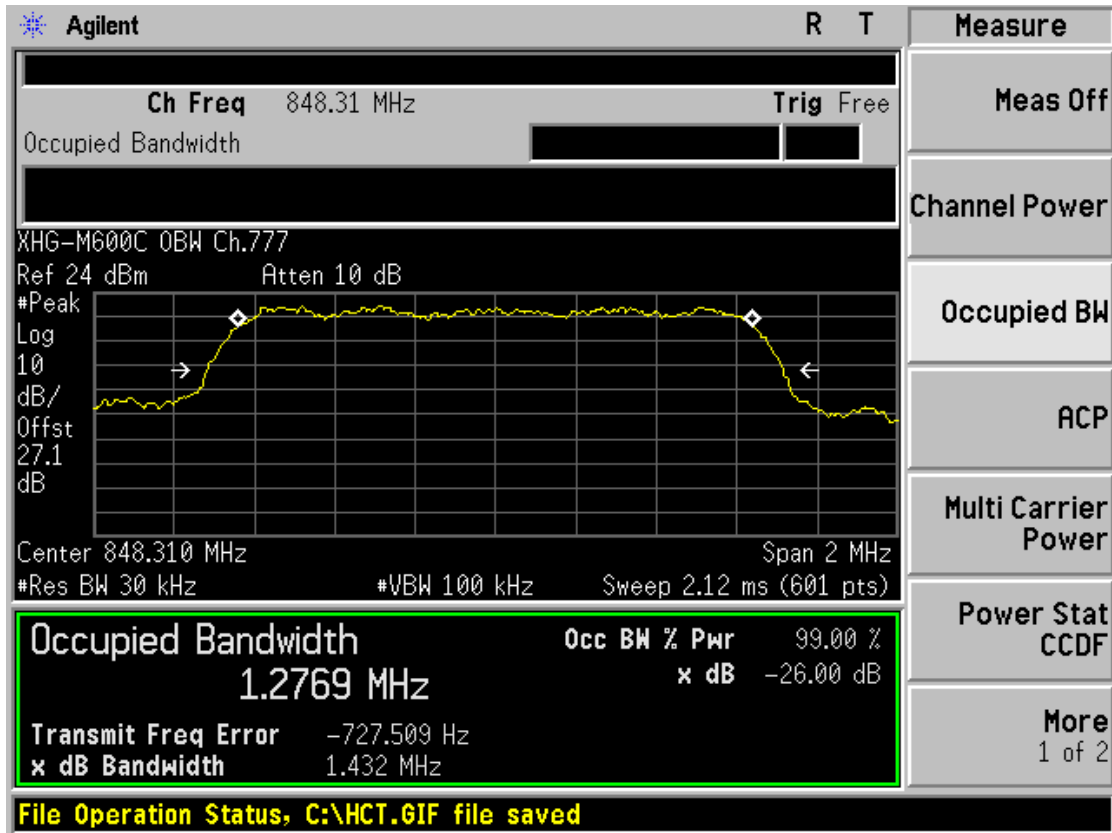 Agilent R T
Measure
Meas Off
Ch Freq 848.31 MHz Trig Free
Occupied Bandwidth
Channel Power
XHG-M600C OBW Ch.777
Ref 24 dBm Atten 10 dB
#Peak
Log
10
dB/
Offst
27.1
dB
Occupied BW
ACP
Multi Carrier
Power
Center 848.310 MHz Span 2 MHz
#Res BW 30 kHz #VBW 100 kHz Sweep 2.12 ms (601 pts)
Occupied Bandwidth Occ BW % Pwr 99.00 %
1.2769 MHz x dB -26.00 dB
Transmit Freq Error -727.509 Hz
x dB Bandwidth 1.432 MHz
Power Stat
CCDF
More
1 of 2
File Operation Status, C:\HCT.GIF file saved